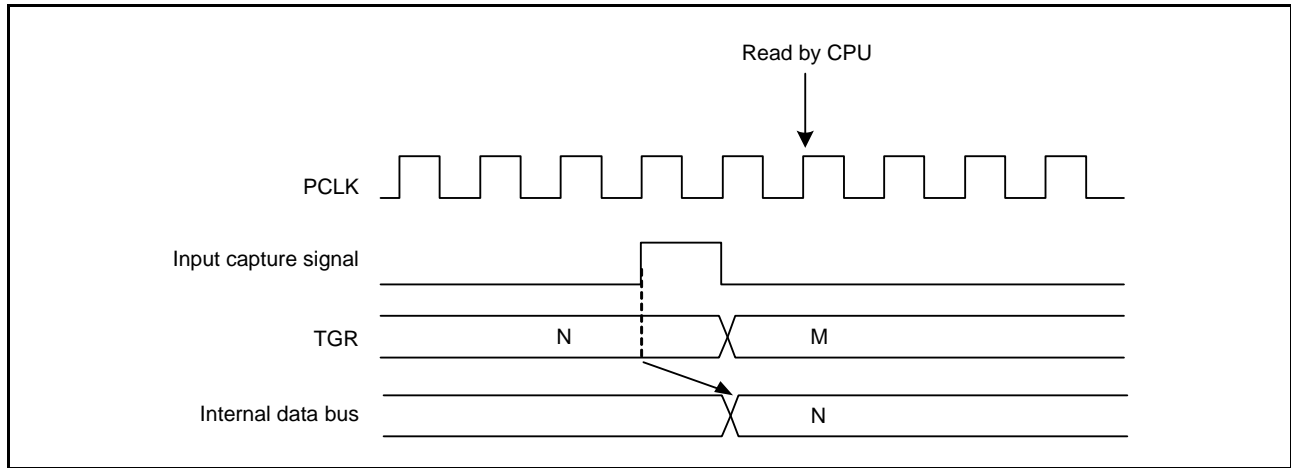 Read by CPU
PCLK
Input capture signal
TGR N M
Internal data bus N